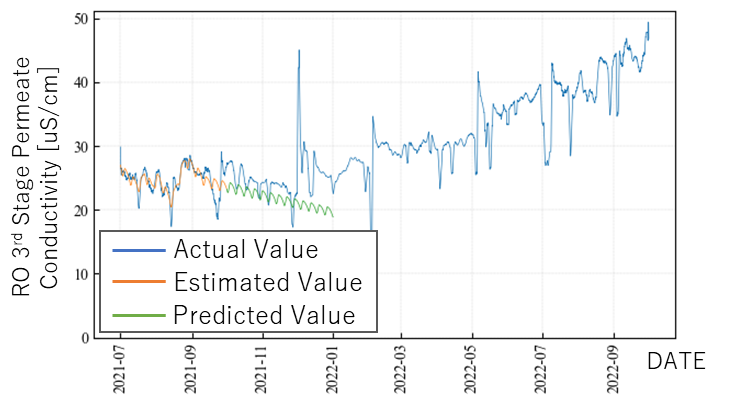 RO 3rd Stage Permeate
Conductivity [uS/cm]
50
40
30
20
10
0
Actual Value
Estimated Value
Predicted Value
2021-07
2021-09
2021-11
2022-01
2022-03
2022-05
2022-07
2022-09
DATE